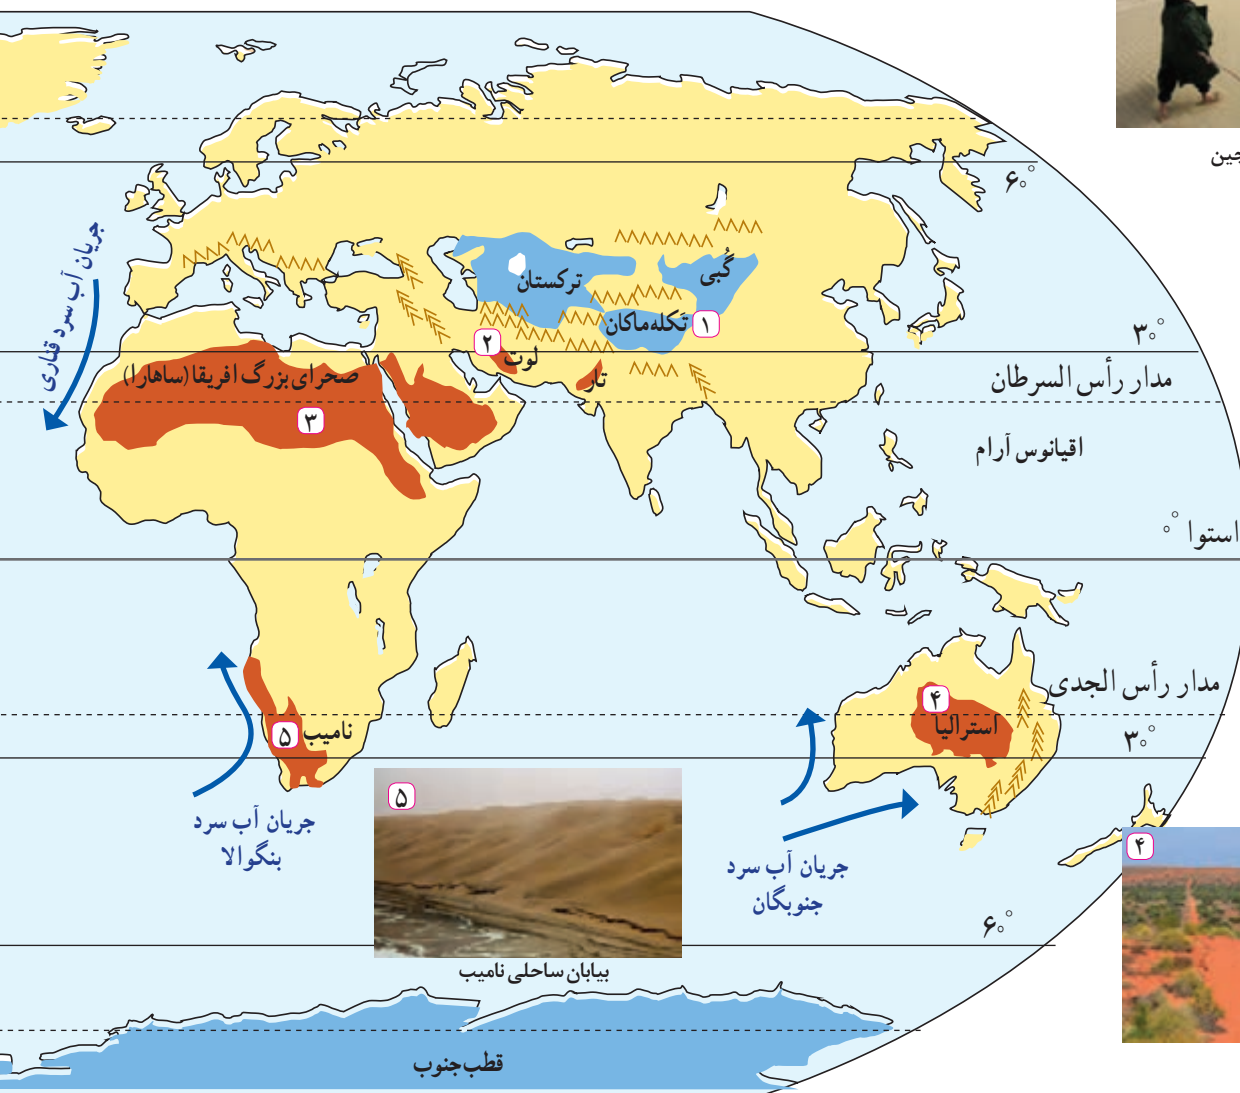 چین
۶۰°
جریان آب سرد قناری
گُبی
ترکستان
تَکله‌ماکان
۱
۲
لوت
تار
۳۰°
مدار رأس السرطان
صحرای بزرگ افریقا (ساهارا)
۳
اقیانوس آرام
استوا ۰°
مدار رأس الجدی
۴
استرالیا
نامیب
۵
۳۰°
جریان آب سرد
بنگوالا
جریان آب سرد
جنوبگان
۵
۴
۶۰°
بیابان ساحلی نامیب
قطب جنوب